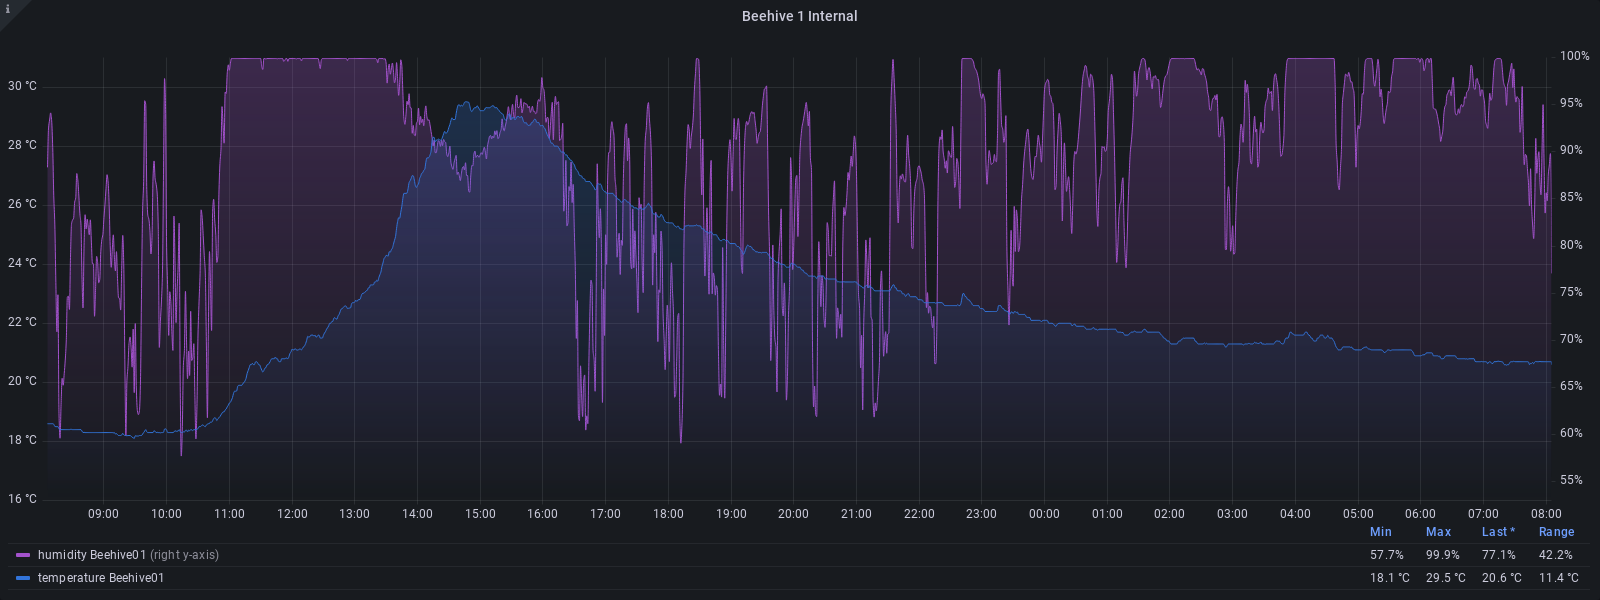 i
Beehive 1 Internal
30 °C
28 °C
26 °C
24 °C
22 °C
20 °C
18 °C
16 °C
100%
95%
90%
85%
80%
75%
70%
65%
60%
55%
09:00 10:00 11:00 12:00 13:00 14:00 15:00 16:00 17:00 18:00 19:00 20:00 21:00 22:00 23:00 00:00 01:00 02:00 03:00 04:00 05:00 06:00 07:00 08:00
Min Max Last * Range
humidity Beehive01 (right y-axis) 57.7% 99.9% 77.1% 42.2%
temperature Beehive01 18.1 °C 29.5 °C 20.6 °C 11.4 °C